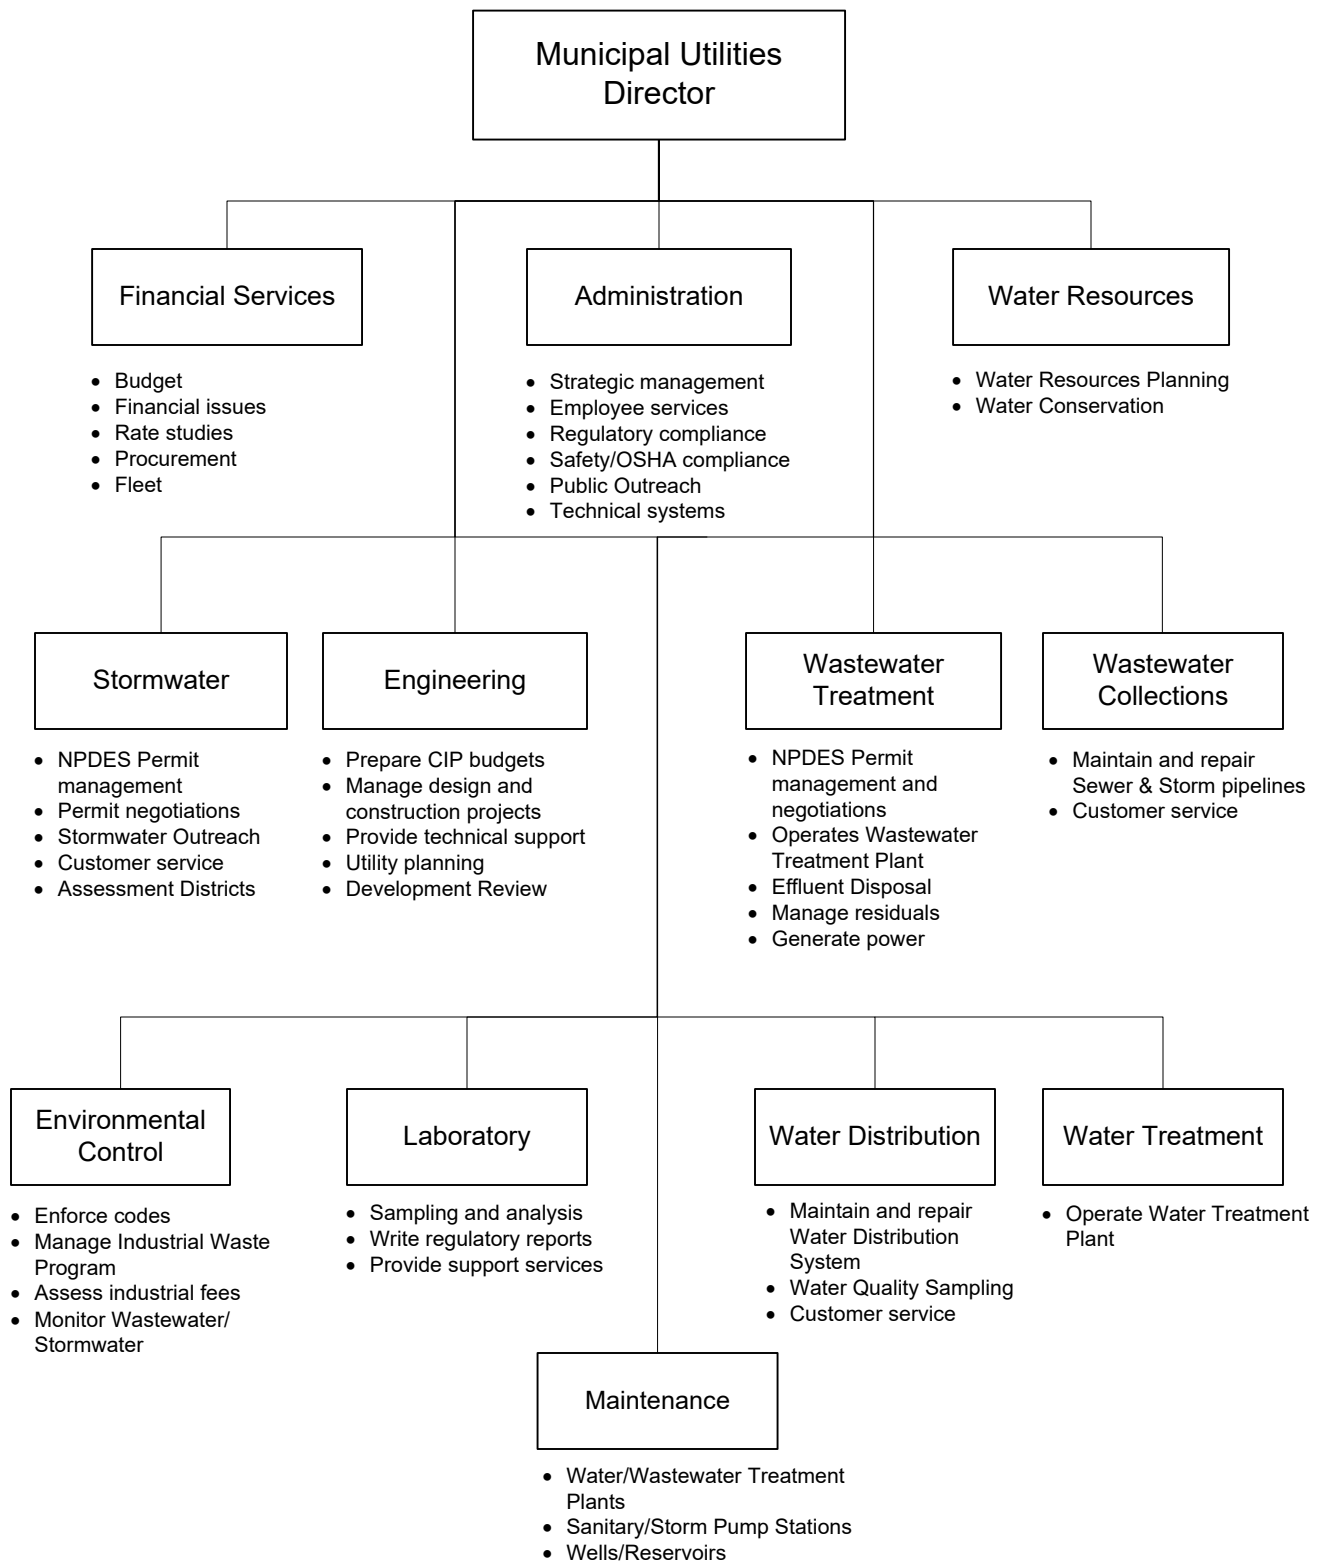 Municipal Utilities
Director
Financial Services
• Budget
• Financial issues
• Rate studies
• Procurement
• Fleet
Administration
• Strategic management
• Employee services
• Regulatory compliance
• Safety/OSHA compliance
• Public Outreach
• Technical systems
Water Resources
• Water Resources Planning
• Water Conservation
Stormwater
• NPDES Permit
management
• Permit negotiations
• Stormwater Outreach
• Customer service
• Assessment Districts
Engineering
• Prepare CIP budgets
• Manage design and
construction projects
• Provide technical support
• Utility planning
• Development Review
Wastewater
Treatment
• NPDES Permit
management and
negotiations
• Operates Wastewater
Treatment Plant
• Effluent Disposal
• Manage residuals
• Generate power
Wastewater
Collections
• Maintain and repair
Sewer & Storm pipelines
• Customer service
Environmental
Control
• Enforce codes
• Manage Industrial Waste
Program
• Assess industrial fees
• Monitor Wastewater/
Stormwater
Laboratory
• Sampling and analysis
• Write regulatory reports
• Provide support services
Water Distribution
• Maintain and repair
Water Distribution
System
• Water Quality Sampling
• Customer service
Water Treatment
• Operate Water Treatment
Plant
Maintenance
• Water/Wastewater Treatment
Plants
• Sanitary/Storm Pump Stations
• Wells/Reservoirs